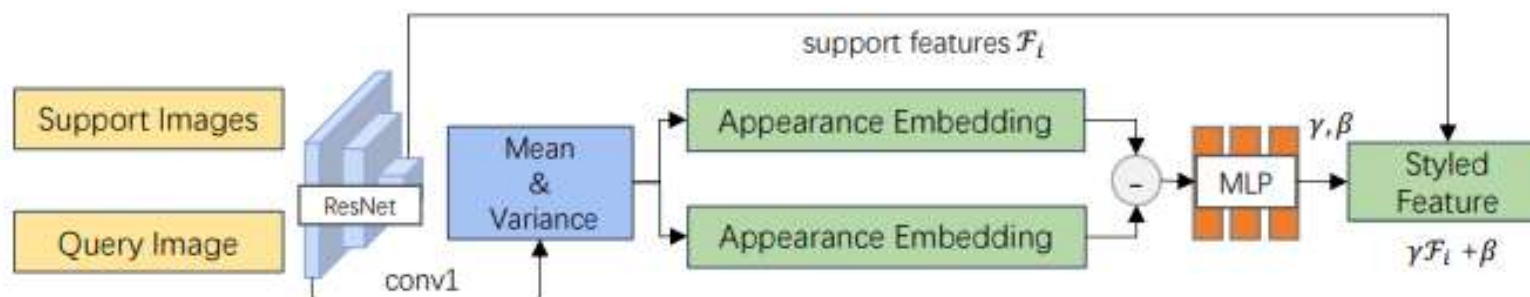 support features ℱᵢ
Support Images
Query Image
ResNet
conv1
Mean
&
Variance
Appearance Embedding
Appearance Embedding
-
MLP
γ, β
Styled
Feature
γℱᵢ +β